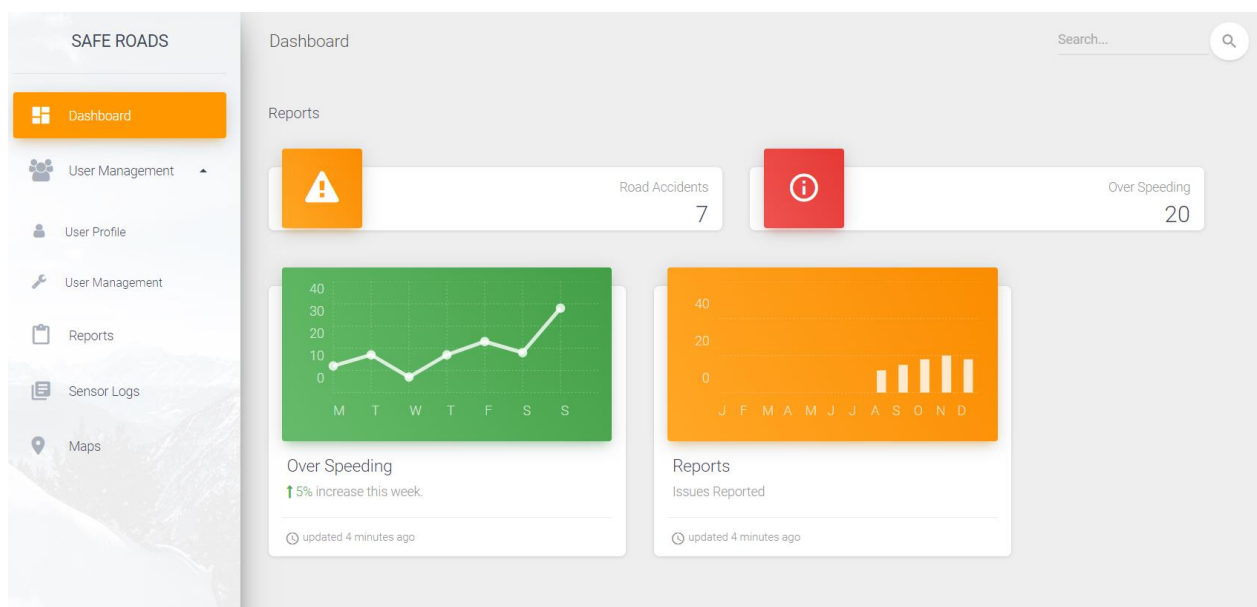 SAFE ROADS
Dashboard
User Management
User Profile
User Management
Reports
Sensor Logs
Maps
Dashboard
Search...
Reports
Road Accidents
7
Over Speeding
20
40
30
20
10
0
M T W T F S S
Over Speeding
5% increase this week.
updated 4 minutes ago
40
20
0
J F M A M J J A S O N D
Reports
Issues Reported
updated 4 minutes ago